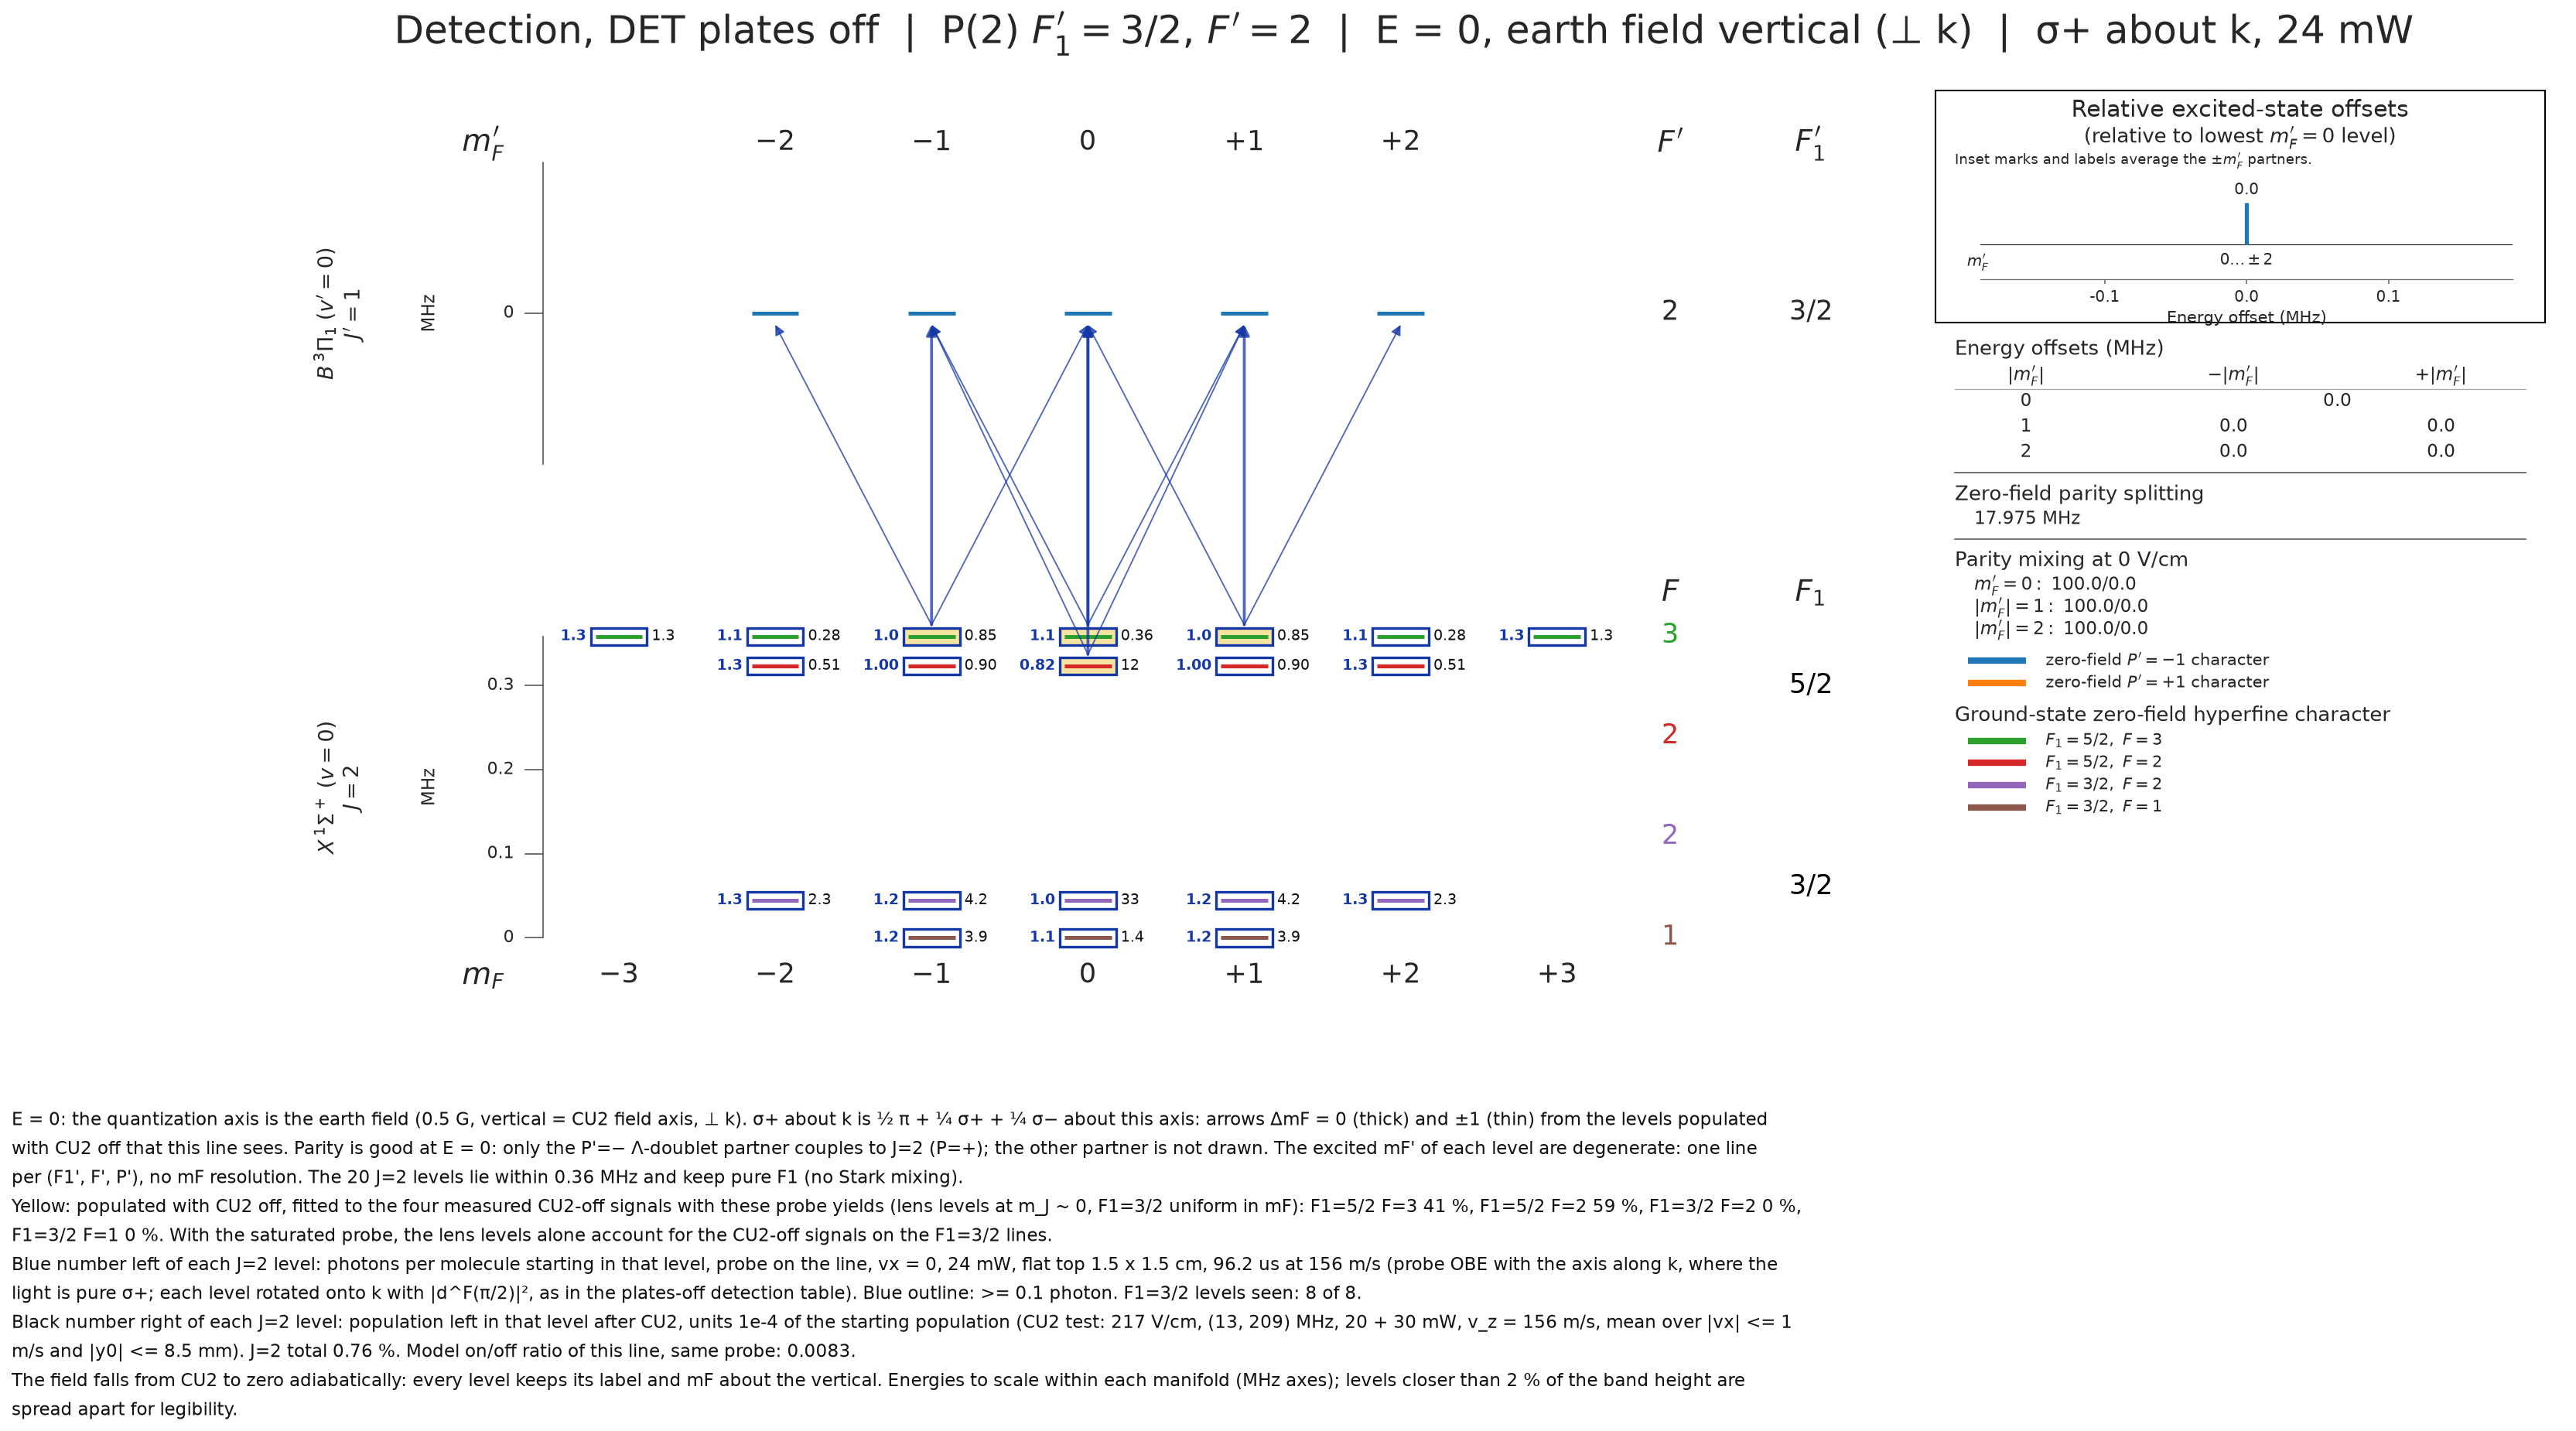 Detection, DET plates off | P(2) F₁′ = 3/2, F′ = 2 | E = 0, earth field vertical (⊥ k) | σ+ about k, 24 mW
m′F −2 −1 0 +1 +2 F′ F′₁
Relative excited-state offsets
(relative to lowest m′F = 0 level)
Inset marks and labels average the ±m′F partners.
0.0
m′F 0…±2
-0.1 0.0 0.1
Energy offset (MHz)
B ³Π₁ (v′ = 0)
J′ = 1
MHz
0
2 3/2
Energy offsets (MHz)
|m′F| −|m′F| +|m′F|
0 0.0
1 0.0 0.0
2 0.0 0.0
Zero-field parity splitting
17.975 MHz
Parity mixing at 0 V/cm
m′F = 0 : 100.0/0.0
|m′F| = 1 : 100.0/0.0
|m′F| = 2 : 100.0/0.0
zero-field P′ = −1 character
zero-field P′ = +1 character
Ground-state zero-field hyperfine character
F₁ = 5/2, F = 3
F₁ = 5/2, F = 2
F₁ = 3/2, F = 2
F₁ = 3/2, F = 1
F F₁
1.3 1.3 1.1 0.28 1.0 0.85 1.1 0.36 1.0 0.85 1.1 0.28 1.3 1.3 3
1.3 0.51 1.00 0.90 0.82 12 1.00 0.90 1.3 0.51
5/2
2
2
1.3 2.3 1.2 4.2 1.0 33 1.2 4.2 1.3 2.3
3/2
1.2 3.9 1.1 1.4 1.2 3.9 1
X ¹Σ⁺ (v = 0)
J = 2
MHz
0.3
0.2
0.1
0
mF −3 −2 −1 0 +1 +2 +3
E = 0: the quantization axis is the earth field (0.5 G, vertical = CU2 field axis, ⊥ k). σ+ about k is ½ π + ¼ σ+ + ¼ σ− about this axis: arrows ΔmF = 0 (thick) and ±1 (thin) from the levels populated
with CU2 off that this line sees. Parity is good at E = 0: only the P'=− Λ-doublet partner couples to J=2 (P=+); the other partner is not drawn. The excited mF' of each level are degenerate: one line
per (F1', F', P'), no mF resolution. The 20 J=2 levels lie within 0.36 MHz and keep pure F1 (no Stark mixing).
Yellow: populated with CU2 off, fitted to the four measured CU2-off signals with these probe yields (lens levels at m_J ~ 0, F1=3/2 uniform in mF): F1=5/2 F=3 41 %, F1=5/2 F=2 59 %, F1=3/2 F=2 0 %,
F1=3/2 F=1 0 %. With the saturated probe, the lens levels alone account for the CU2-off signals on the F1=3/2 lines.
Blue number left of each J=2 level: photons per molecule starting in that level, probe on the line, vx = 0, 24 mW, flat top 1.5 x 1.5 cm, 96.2 us at 156 m/s (probe OBE with the axis along k, where the
light is pure σ+; each level rotated onto k with |d^F(π/2)|², as in the plates-off detection table). Blue outline: >= 0.1 photon. F1=3/2 levels seen: 8 of 8.
Black number right of each J=2 level: population left in that level after CU2, units 1e-4 of the starting population (CU2 test: 217 V/cm, (13, 209) MHz, 20 + 30 mW, v_z = 156 m/s, mean over |vx| <= 1
m/s and |y0| <= 8.5 mm). J=2 total 0.76 %. Model on/off ratio of this line, same probe: 0.0083.
The field falls from CU2 to zero adiabatically: every level keeps its label and mF about the vertical. Energies to scale within each manifold (MHz axes); levels closer than 2 % of the band height are
spread apart for legibility.